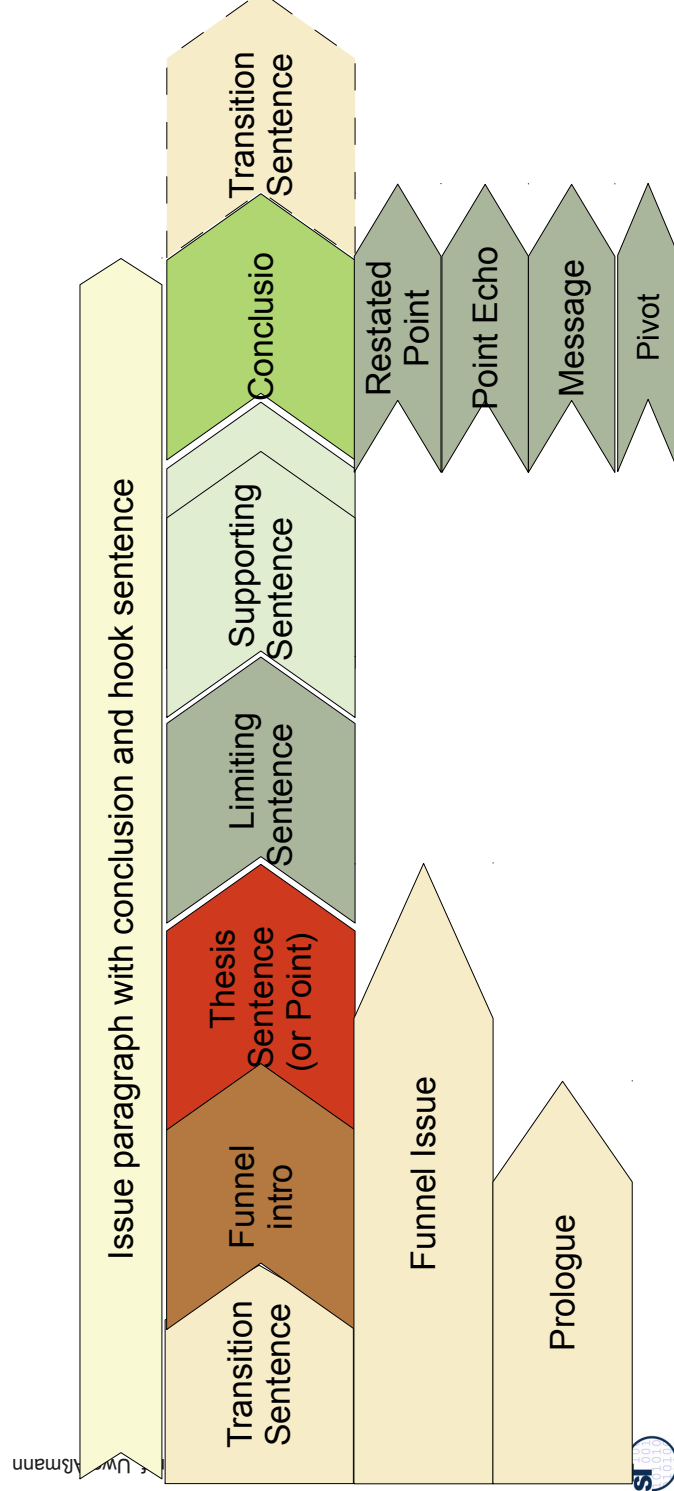 Issue paragraph with conclusion and hook sentence
Transition
Sentence
Funnel
intro
Thesis
Sentence
(or Point)
Limiting
Sentence
Supporting
Sentence
Conclusio
Transition
Sentence
Funnel Issue
Prologue
Restated
Point
Point Echo
Message
Pivot